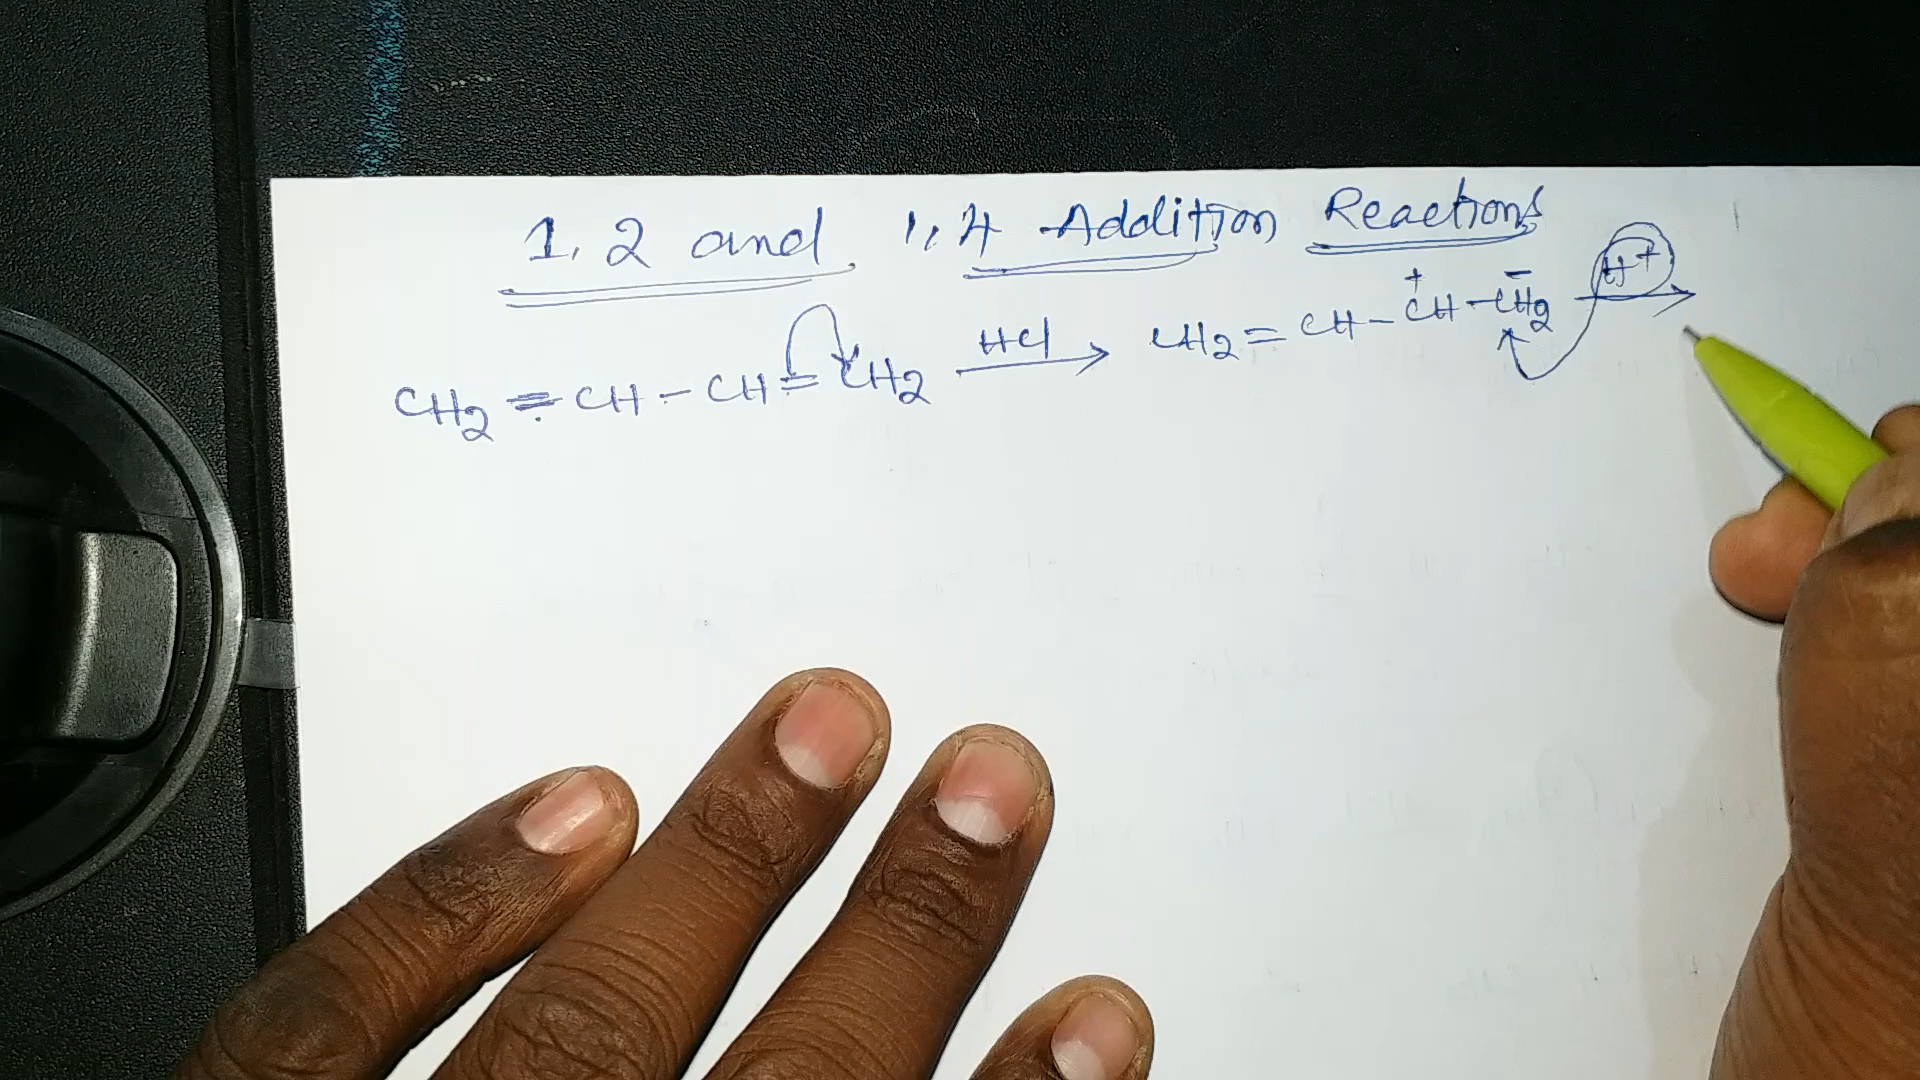 1,2 and 1,4 Addition Reactions
CH2 = CH - CH = CH2 HCl CH2 = CH - CH + - CH2 - H+